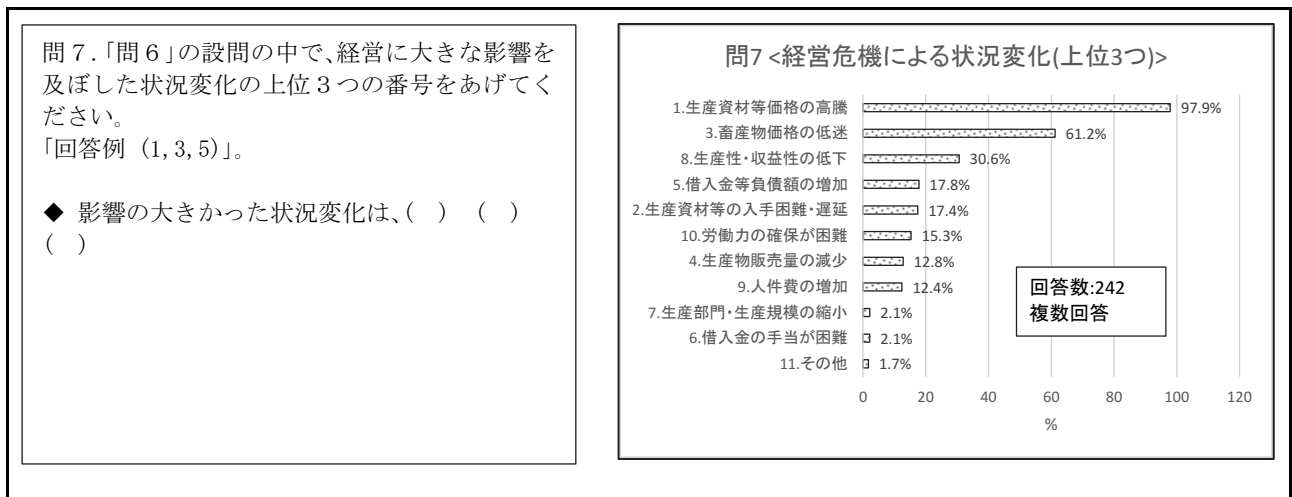 問７.「問６」の設問の中で、経営に大きな影響を
及ぼした状況変化の上位３つの番号をあげてく
ださい。
「回答例 (1,3,5)」。
◆ 影響の大きかった状況変化は、(　) (　)
(　)
問7 <経営危機による状況変化(上位3つ)>
1.生産資材等価格の高騰 97.9%
3.畜産物価格の低迷 61.2%
8.生産性・収益性の低下 30.6%
5.借入金等負債額の増加 17.8%
2.生産資材等の入手困難・遅延 17.4%
10.労働力の確保が困難 15.3%
4.生産物販売量の減少 12.8%
9.人件費の増加 12.4%
7.生産部門・生産規模の縮小 2.1%
6.借入金の手当が困難 2.1%
11.その他 1.7%
回答数:242
複数回答
0 20 40 60 80 100 120
%